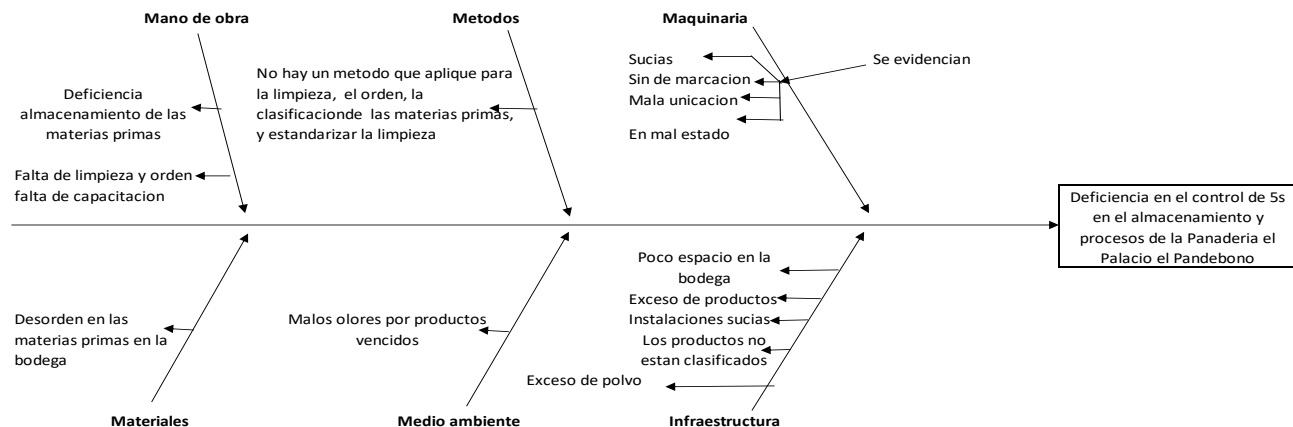 Mano de obra
Metodos
Maquinaria
Deficiencia
almacenamiento de las
materias primas
Falta de limpieza y orden
falta de capacitacion
No hay un metodo que aplique para
la limpieza, el orden, la
clasificacionde las materias primas,
y estandarizar la limpieza
Sucias
Sin de marcacion
Mala unicacion
En mal estado
Se evidencian
Deficiencia en el control de 5s
en el almacenamiento y
procesos de la Panaderia el
Palacio el Pandebono
Desorden en las
materias primas en la
bodega
Malos olores por productos
vencidos
Poco espacio en la
bodega
Exceso de productos
Instalaciones sucias
Los productos no
estan clasificados
Exceso de polvo
Materiales
Medio ambiente
Infraestructura